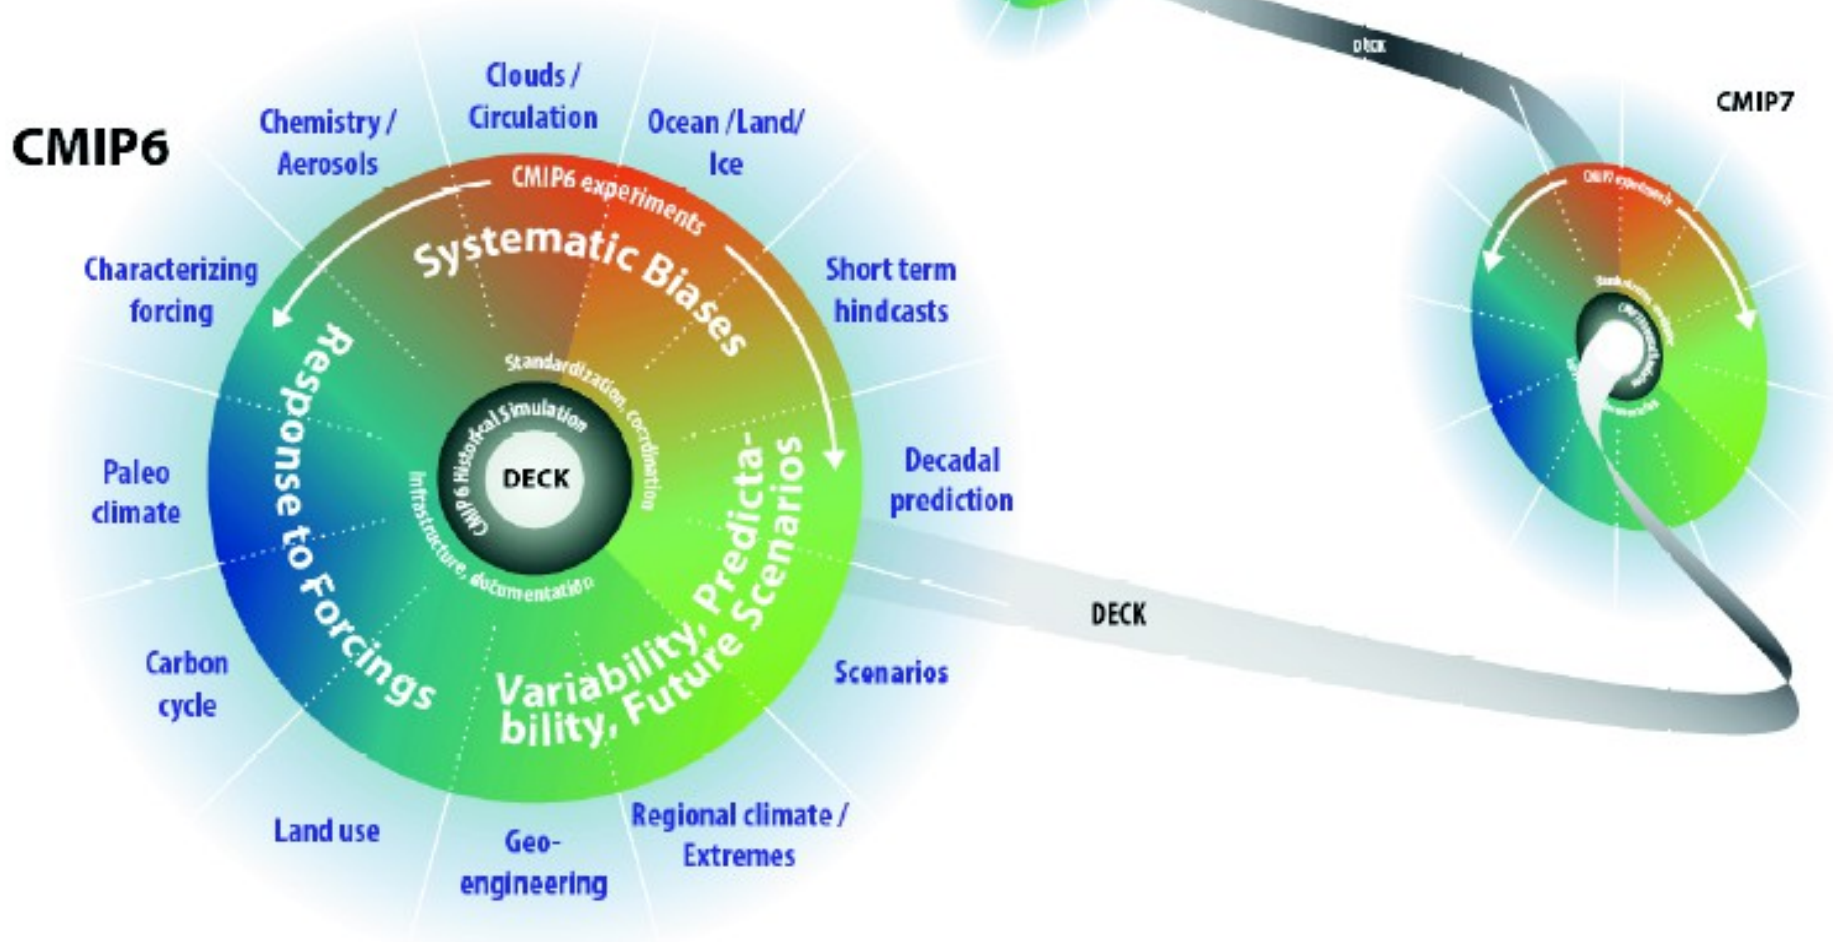 CMIP6
Clouds /
Circulation
Chemistry /
Aerosols
Ocean /Land/
Ice
Characterizing
forcing
Short term
hindcasts
Paleo
climate
Decadal
prediction
Carbon
cycle
Scenarios
Land use
Geo-
engineering
Regional climate /
Extremes
CMIP6 experiments
Systematic Biases
Response to Forcings
Variability, Predicta-
bility, Future Scenarios
Standardization, coordination
Infrastructure, documentation
CMIP 6 Historical Simulation
DECK
DECK
DECK
CMIP7
CMIP7 experiments